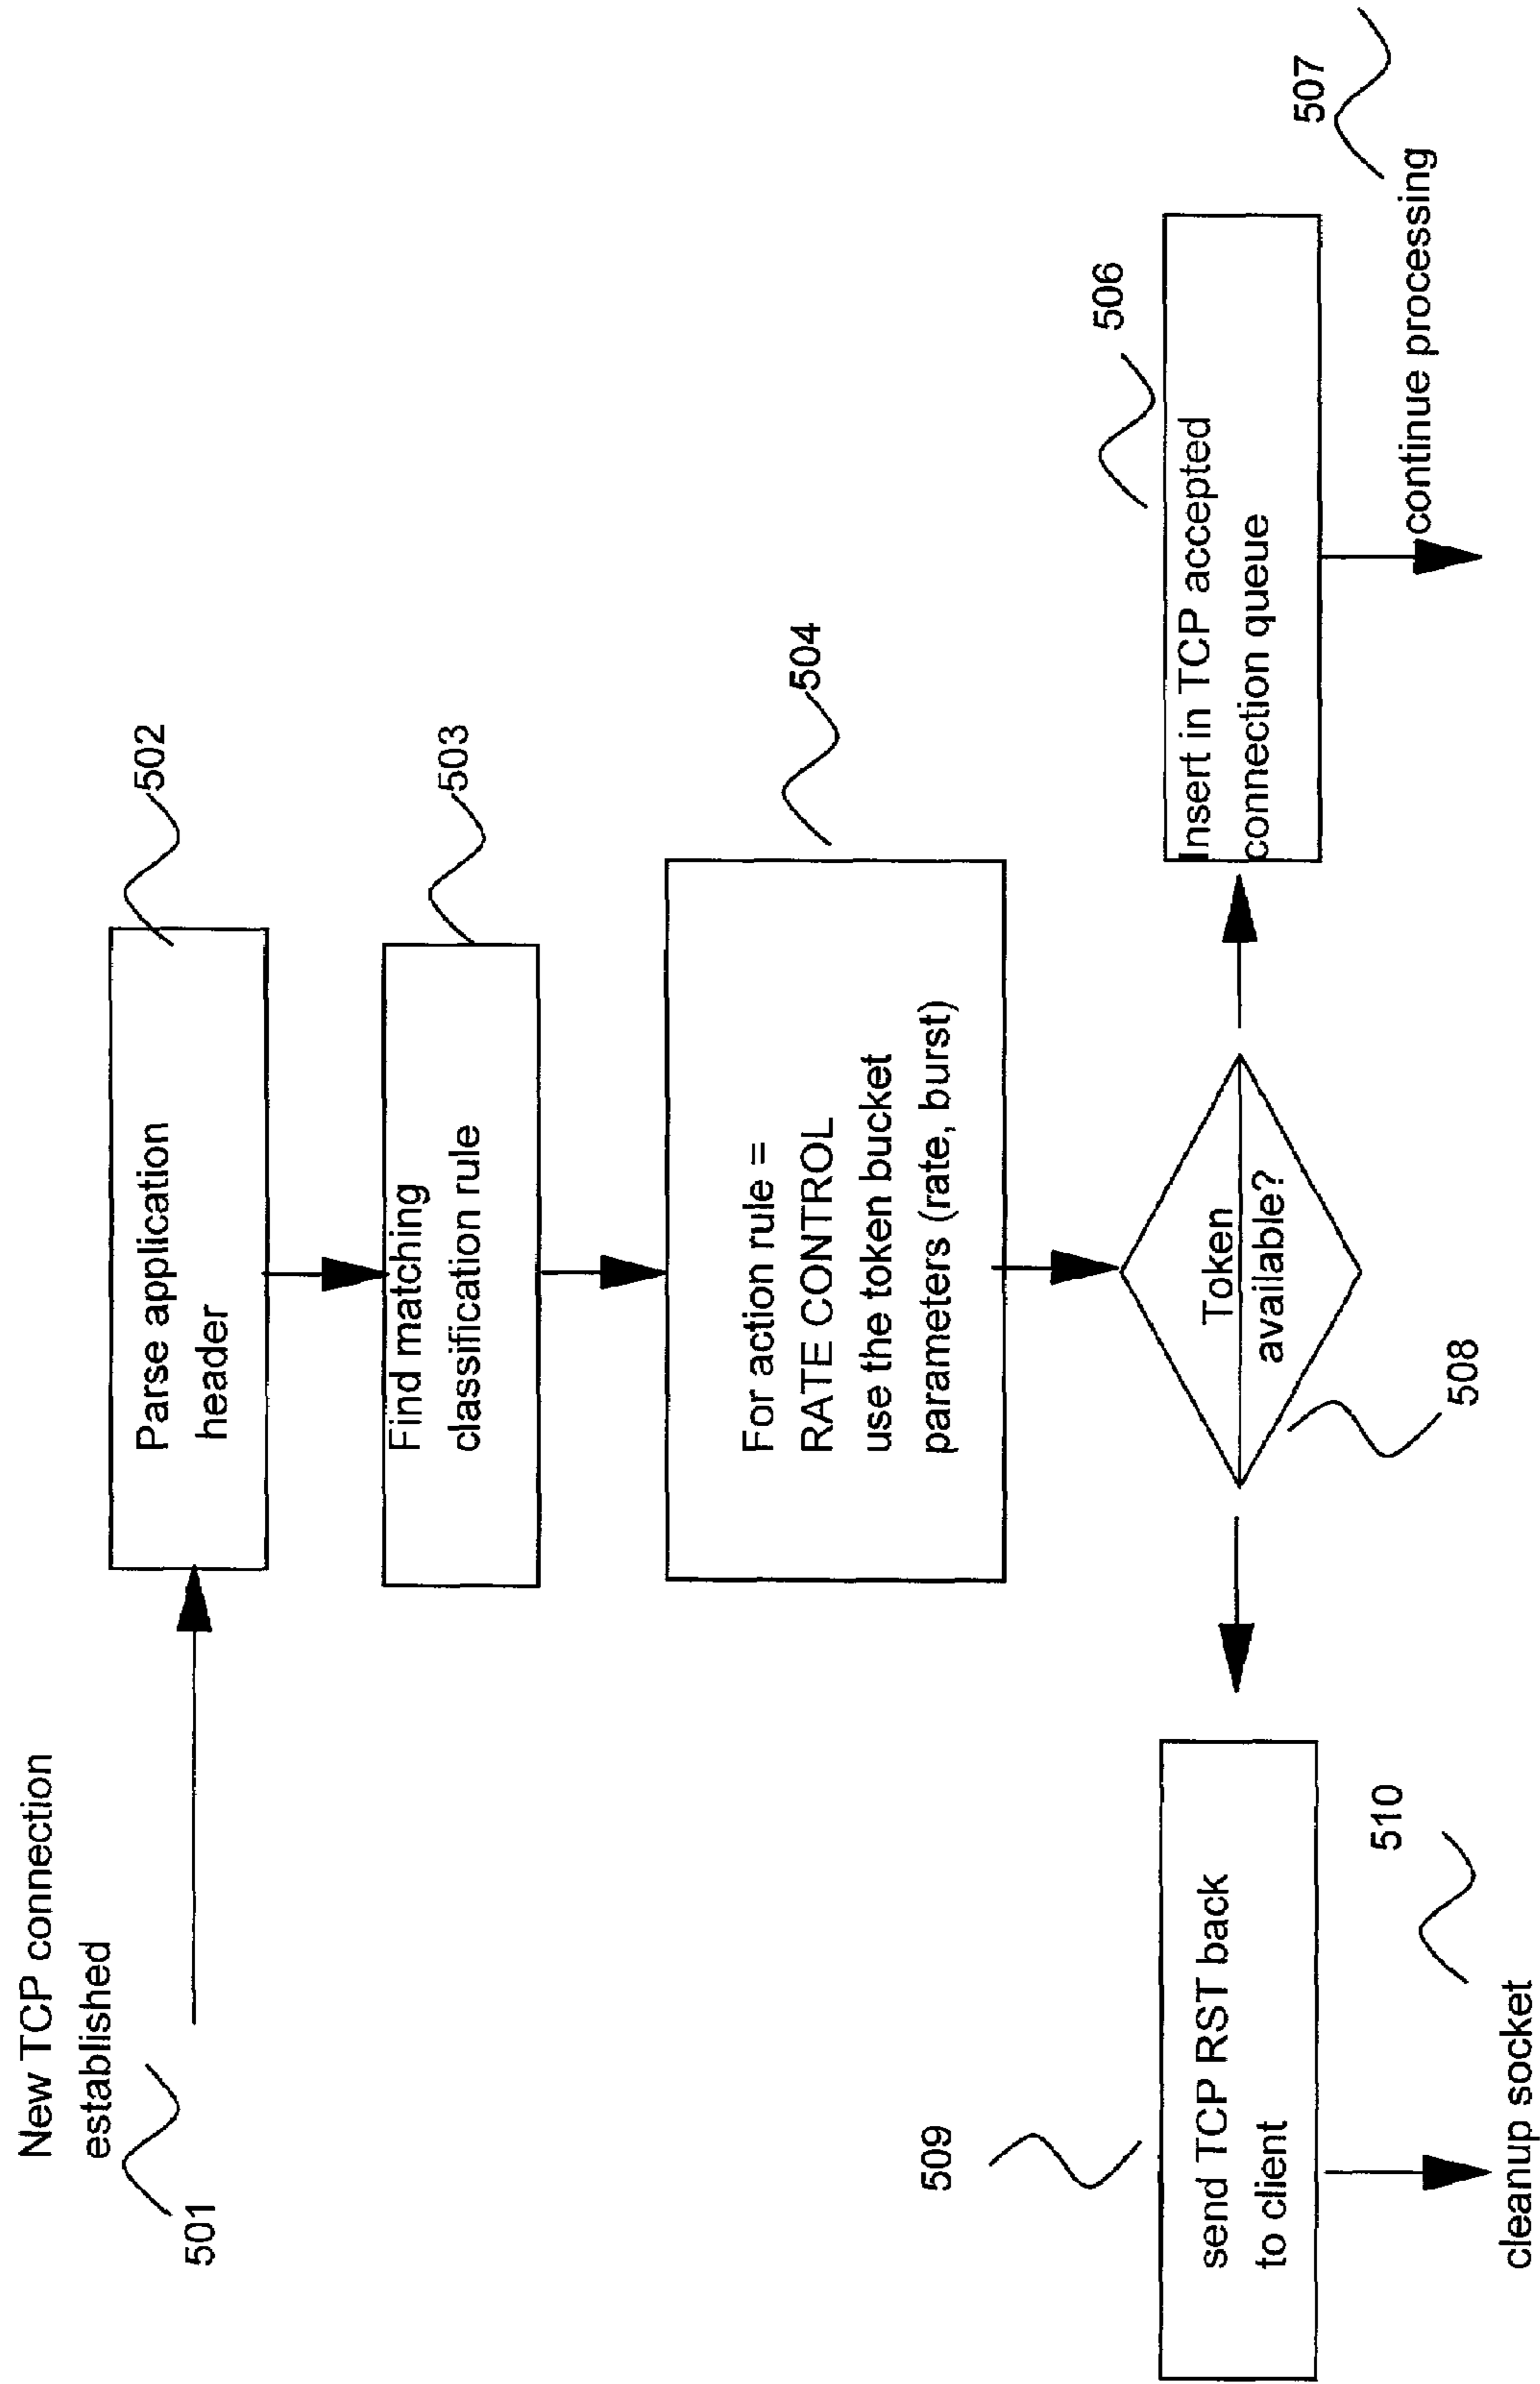 New TCP connection
established
501
Parse application
header
502
Find matching
classification rule
503
For action rule =
RATE CONTROL
use the token bucket
parameters (rate, burst)
504
Token
available?
508
Insert in TCP accepted
connection queue
506
continue processing
507
send TCP RST back
to client
509
cleanup socket
510